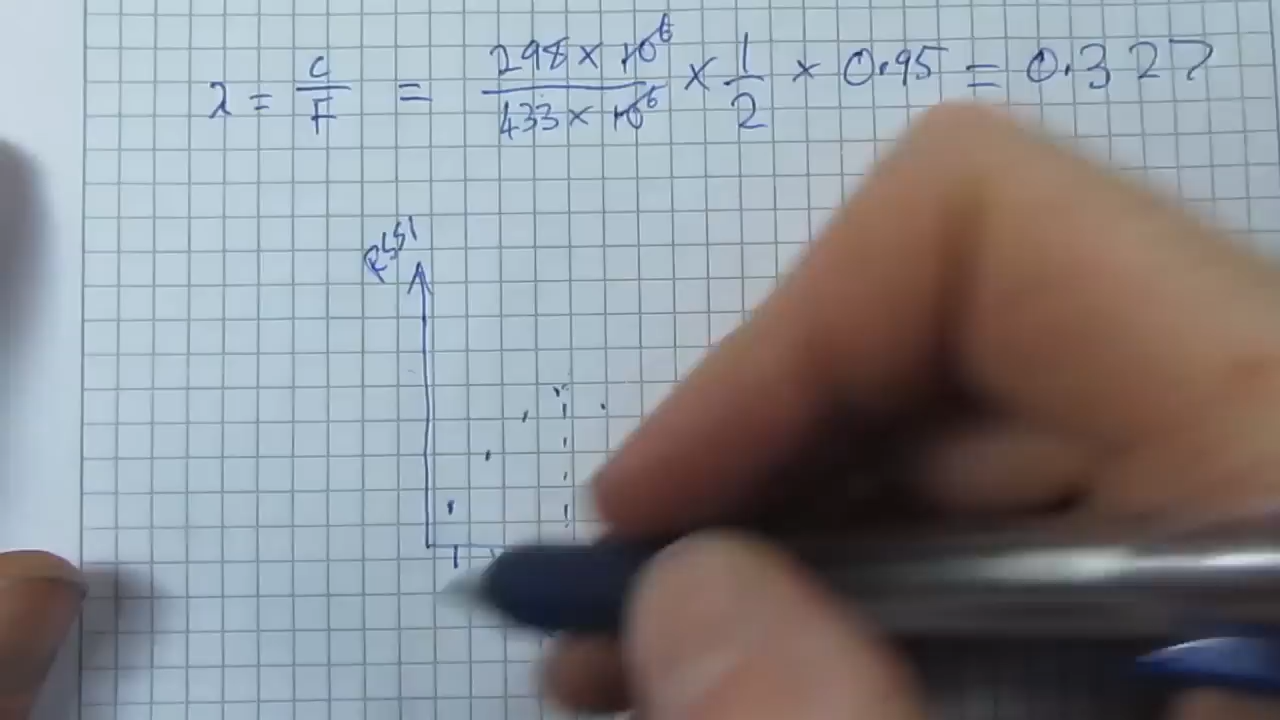 λ = c/F = 298 x 10⁶/433 x 10⁶ x 1/2 x 0.95 = 0.327
RSSI